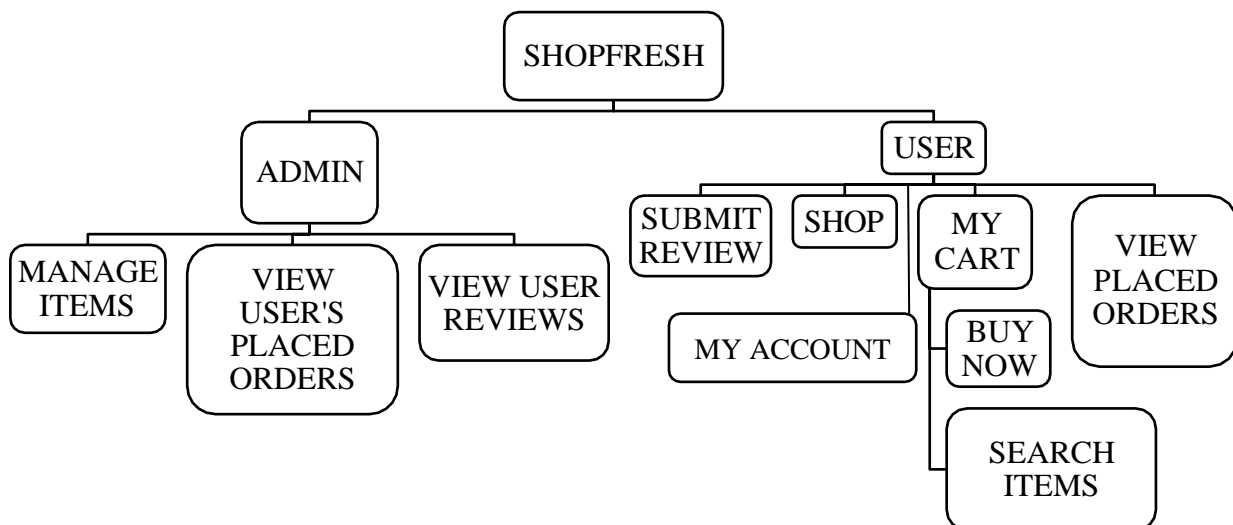 SHOPFRESH
ADMIN
USER
MANAGE
ITEMS
VIEW
USER'S
PLACED
ORDERS
VIEW USER
REVIEWS
SUBMIT
REVIEW
SHOP
MY
CART
VIEW
PLACED
ORDERS
MY ACCOUNT
BUY
NOW
SEARCH
ITEMS